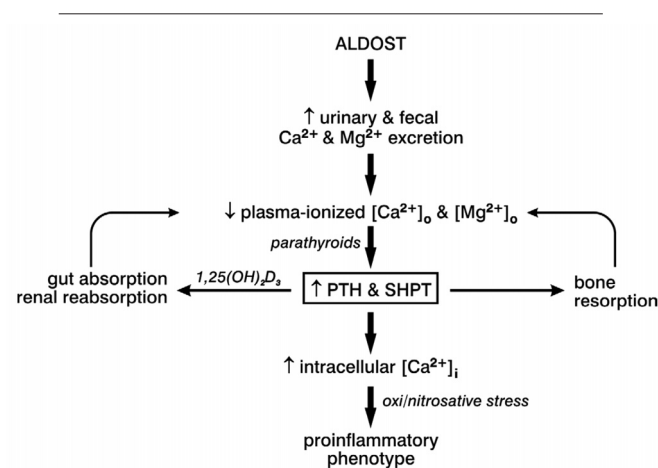 ALDOST
↑ urinary & fecal
Ca²⁺ & Mg²⁺ excretion
↓ plasma-ionized [Ca²⁺]ₒ & [Mg²⁺]ₒ
parathyroids
gut absorption
renal reabsorption
1,25(OH)₂D₃
↑ PTH & SHPT
bone
resorption
↑ intracellular [Ca²⁺]ᵢ
oxi/nitrosative stress
proinflammatory
phenotype